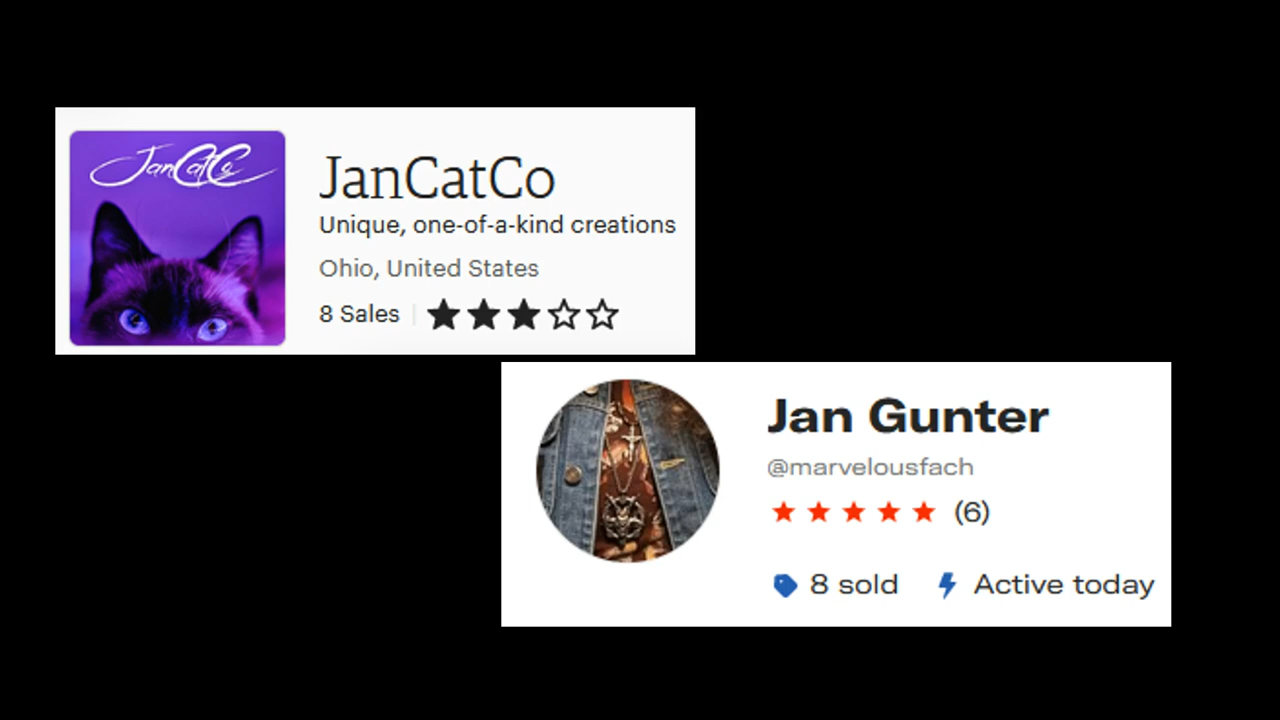 JanCatCo
JanCatCo
Unique, one-of-a-kind creations
Ohio, United States
8 Sales
Jan Gunter
@marvelousfach
(6)
8 sold
Active today